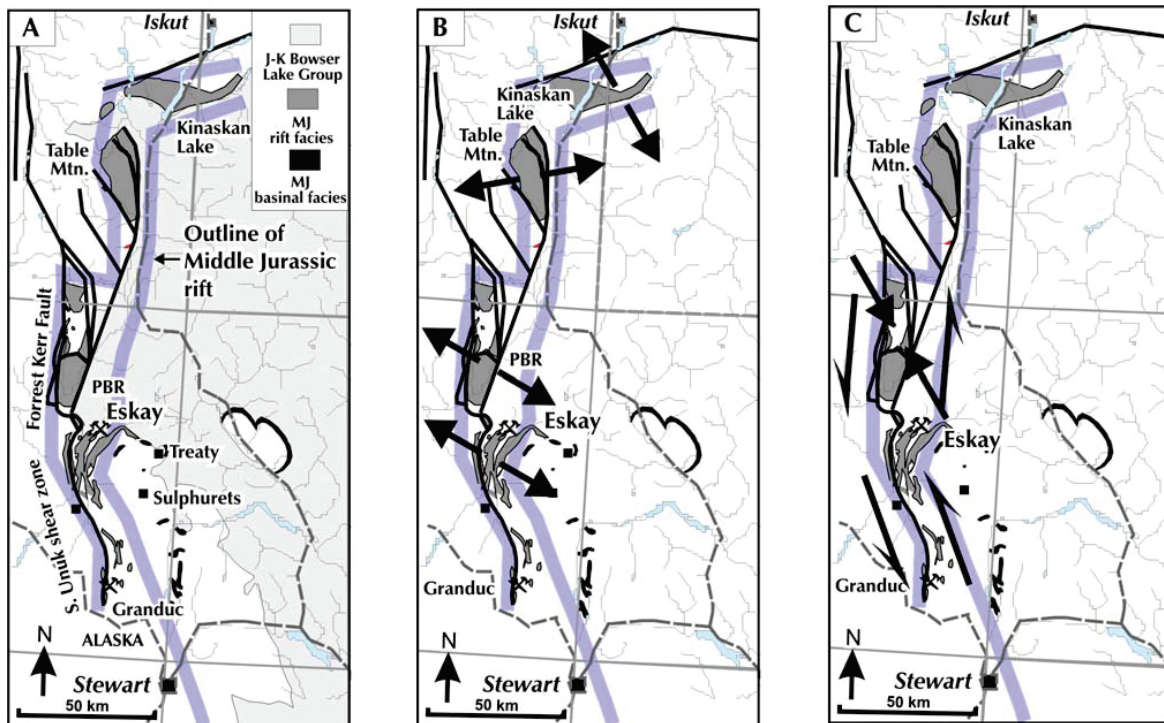 A
Iskut
J-K Bowser
Lake Group
MJ
rift facies
MJ
basinal facies
Kinaskan
Lake
Table
Mtn.
Outline of
Middle Jurassic
rift
Forrest Kerr Fault
PBR
Eskay
Treaty
Sulphurets
S. Unuk shear zone
Granduc
ALASKA
N
Stewart
50 km
B
Iskut
Kinaskan
Lake
Table
Mtn.
PBR
Eskay
Granduc
N
Stewart
50 km
C
Iskut
Kinaskan
Lake
Table
Mtn.
Eskay
Granduc
N
Stewart
50 km